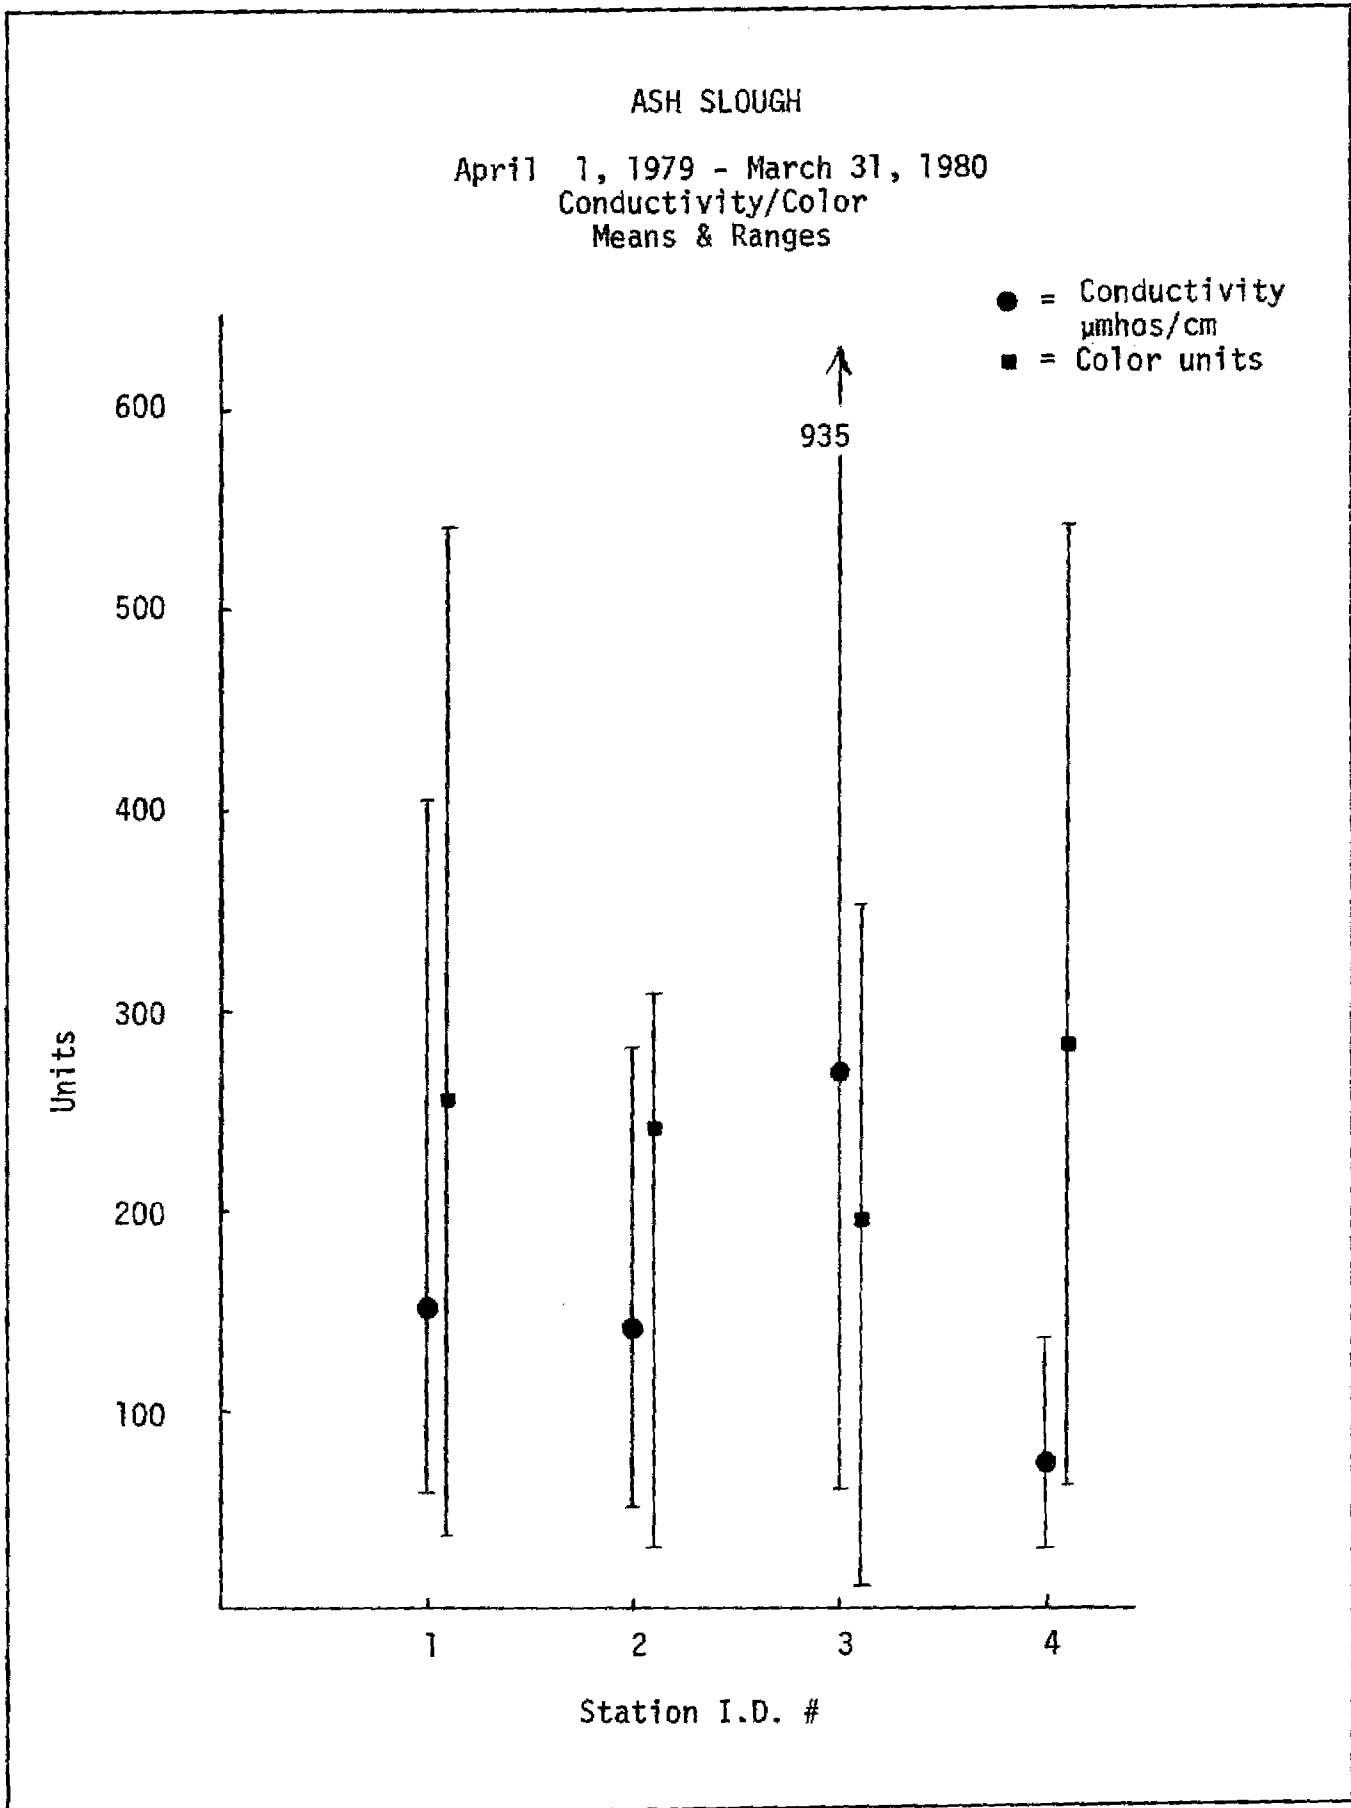 ASH SLOUGH
April 1, 1979 - March 31, 1980
Conductivity/Color
Means & Ranges
● = Conductivity
µmhos/cm
■ = Color units
600
935
500
400
300
Units
200
100
1 2 3 4
Station I.D. #